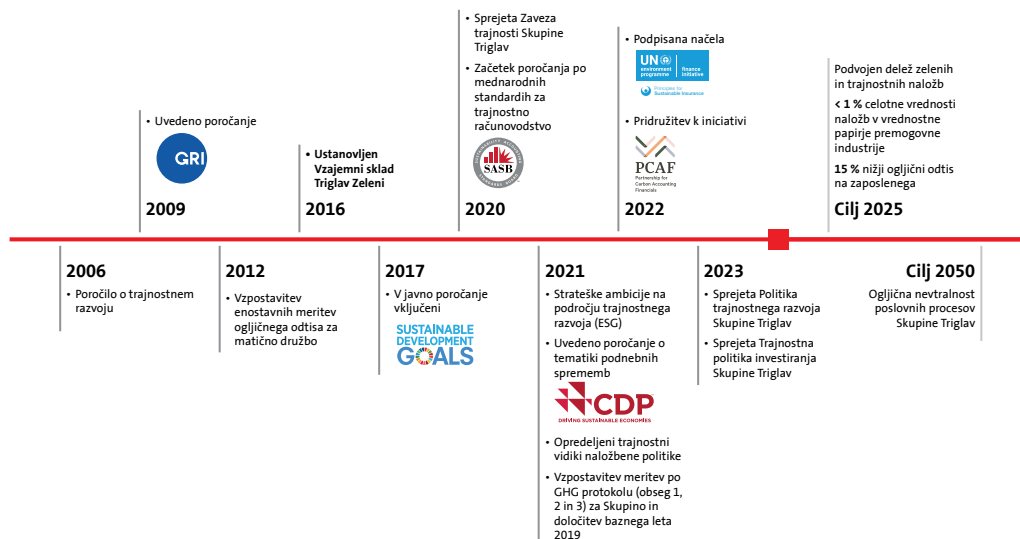 • Uvedeno poročanje
GRI
2009
• Ustanovljen
Vzajemni sklad
Triglav Zeleni
2016
• Sprejeta Zaveza
trajnosti Skupine
Triglav
• Začetek poročanja po
mednarodnih
standardih za
trajnostno
računovodstvo
SASB
2020
• Podpisana načela
UN
environment
programme
finance
initiative
Principles for
Sustainable Insurance
• Pridružitev k iniciativi
PCAF
Partnership for
Carbon Accounting
Financials
2022
Podvojen delež zelenih
in trajnostnih naložb
< 1 % celotne vrednosti
naložb v vrednostne
papirje premogovne
industrije
15 % nižji ogljični odtis
na zaposlenega
Cilj 2025
2006
• Poročilo o trajnostnem
razvoju
2012
• Vzpostavitev
enostavnih meritev
ogljičnega odtisa za
matično družbo
2017
• V javno poročanje
vključeni
SUSTAINABLE
DEVELOPMENT
GOALS
2021
• Strateške ambicije na
področju trajnostnega
razvoja (ESG)
• Uvedeno poročanje o
tematiki podnebnih
sprememb
CDP
DRIVING SUSTAINABLE ECONOMIES
• Opredeljeni trajnostni
vidiki naložbene politike
• Vzpostavitev meritev po
GHG protokolu (obseg 1,
2 in 3) za Skupino in
določitev baznega leta
2019
2023
• Sprejeta Politika
trajnostnega razvoja
Skupine Triglav
• Sprejeta Trajnostna
politika investiranja
Skupine Triglav
Cilj 2050
Ogljična nevtralnost
poslovnih procesov
Skupine Triglav